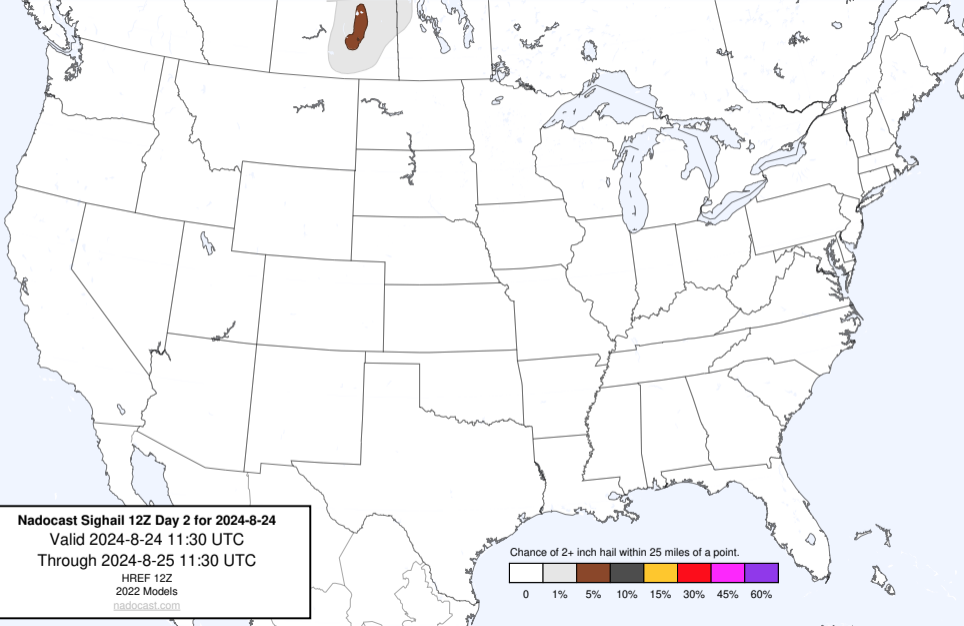 Nadocast Sighail 12Z Day 2 for 2024-8-24
Valid 2024-8-24 11:30 UTC
Through 2024-8-25 11:30 UTC
HREF 12Z
2022 Models
nadocast.com
Chance of 2+ inch hail within 25 miles of a point.
0 1% 5% 10% 15% 30% 45% 60%